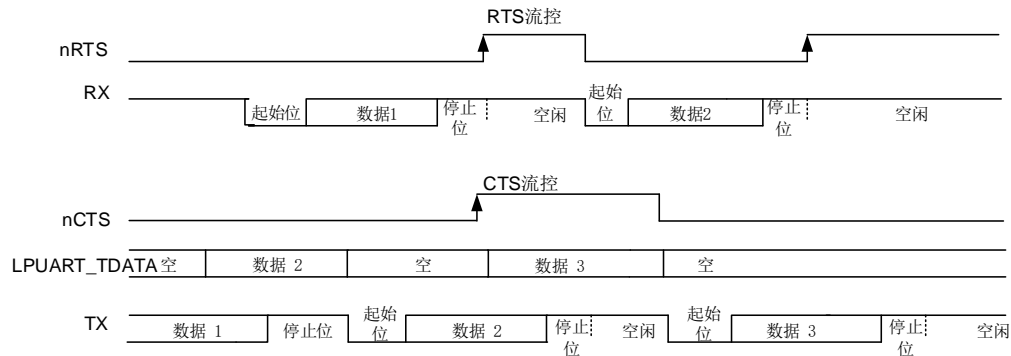 RTS流控
nRTS
RX
起始位
数据1
停止
位
空闲
起始
位
数据2
停止
位
空闲
CTS流控
nCTS
LPUART_TDATA
空
数据 2
空
数据 3
空
TX
数据 1
停止位
起始
位
数据 2
停止
位
空闲
起始
位
数据 3
停止
位
空闲